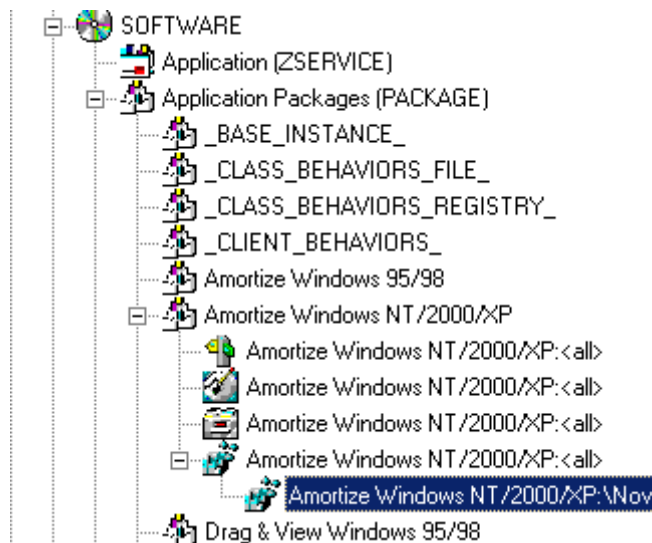 SOFTWARE
Application (ZSERVICE)
Application Packages (PACKAGE)
_BASE_INSTANCE_
_CLASS_BEHAVIORS_FILE_
_CLASS_BEHAVIORS_REGISTRY_
_CLIENT_BEHAVIORS_
Amortize Windows 95/98
Amortize Windows NT/2000/XP
Amortize Windows NT/2000/XP:<all>
Amortize Windows NT/2000/XP:<all>
Amortize Windows NT/2000/XP:<all>
Amortize Windows NT/2000/XP:<all>
Amortize Windows NT/2000/XP:\Nov
Drag & View Windows 95/98